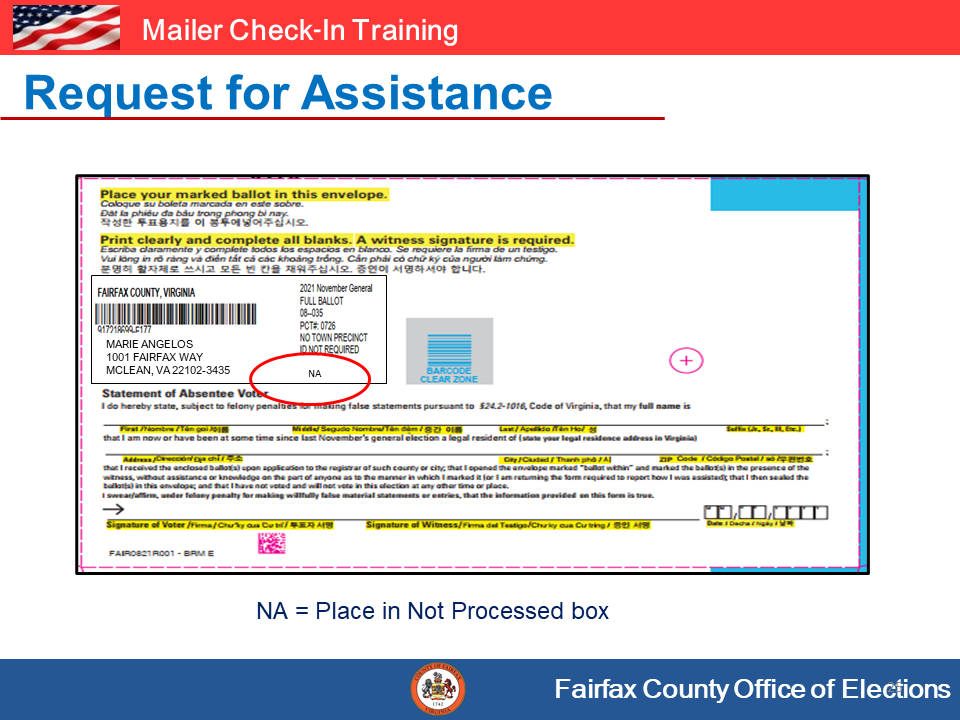 Mailer Check-In Training
Request for Assistance
Place your marked ballot in this envelope.
Coloque su boleta marcada en este sobre.
Đặt lá phiếu đã bầu trong phong bì này.
작성한 투표용지를 이 봉투에넣어주십시오.
Print clearly and complete all blanks. A witness signature is required.
Escriba claramente y complete todos los espacios en blanco. Se requiere la firma de un testigo.
Vui lòng in rõ ràng và điền tất cả các khoảng trống. Cần phải có chữ ký của người làm chứng.
분명히 활자체로 쓰시고 모든 빈 칸을 채워주십시오. 증인이 서명하셔야 합니다.
FAIRFAX COUNTY, VIRGINIA
917218699-F177
MARIE ANGELOS
1001 FAIRFAX WAY
MCLEAN, VA 22102-3435
2021 November General
FULL BALLOT
08--035
PCT#: 0726
NO TOWN PRECINCT
ID NOT REQUIRED
NA
BARCODE
CLEAR ZONE
Statement of Absentee Voter
I do hereby state, subject to felony penalties for making false statements pursuant to §24.2-1016, Code of Virginia, that my full name is
First /Nombre / Tên gọi /이름 Middle/ Segudo Nombre/Tên đệm / 중간 이름 Last / Apellido /Tên Họ / 성 Suffix (Jr., Sr., III, Etc.) ;
that I am now or have been at some time since last November's general election a legal resident of (state your legal residence address in Virginia)
Address /Dirección/Địa chỉ / 주소 City / Ciudad / Thành phố / 시 ZIP Code / Código Postal / số /우편번호 ;
that I received the enclosed ballot(s) upon application to the registrar of such county or city; that I opened the envelope marked "ballot within" and marked the ballot(s) in the presence of the
witness, without assistance or knowledge on the part of anyone as to the manner in which I marked it (or I am returning the form required to report how I was assisted); that I then sealed the
ballot(s) in this envelope; and that I have not voted and will not vote in this election at any other time or place.
I swear/affirm, under felony penalty for making willfully false material statements or entries, that the information provided on this form is true.
Signature of Voter /Firma / Chữ ký của Cử tri / 투표자 서명 Signature of Witness/ Firma del Testigo/ 증인 서명 Date / Decha / Ngày / 날짜
FAIR0821R001 - BRM E
NA = Place in Not Processed box
COUNTY OF FAIRFAX
1742
VIRGINIA
Fairfax County Office of Elections